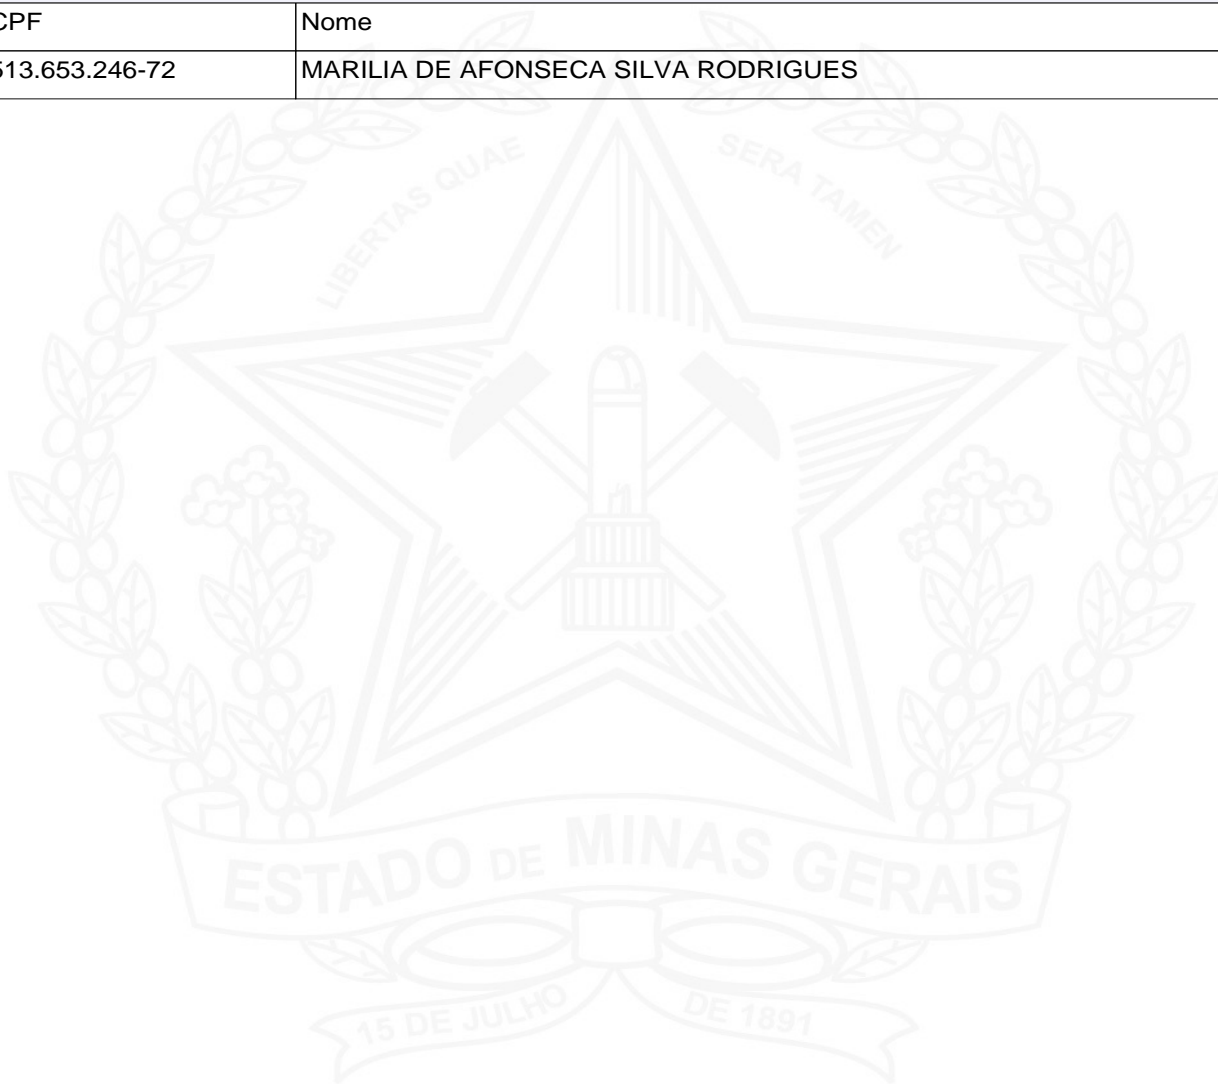 CPF Nome
513.653.246-72 MARILIA DE AFONSECA SILVA RODRIGUES
LIBERTAS QUAE SERA TAMEN
ESTADO DE MINAS GERAIS
15 DE JULHO DE 1891